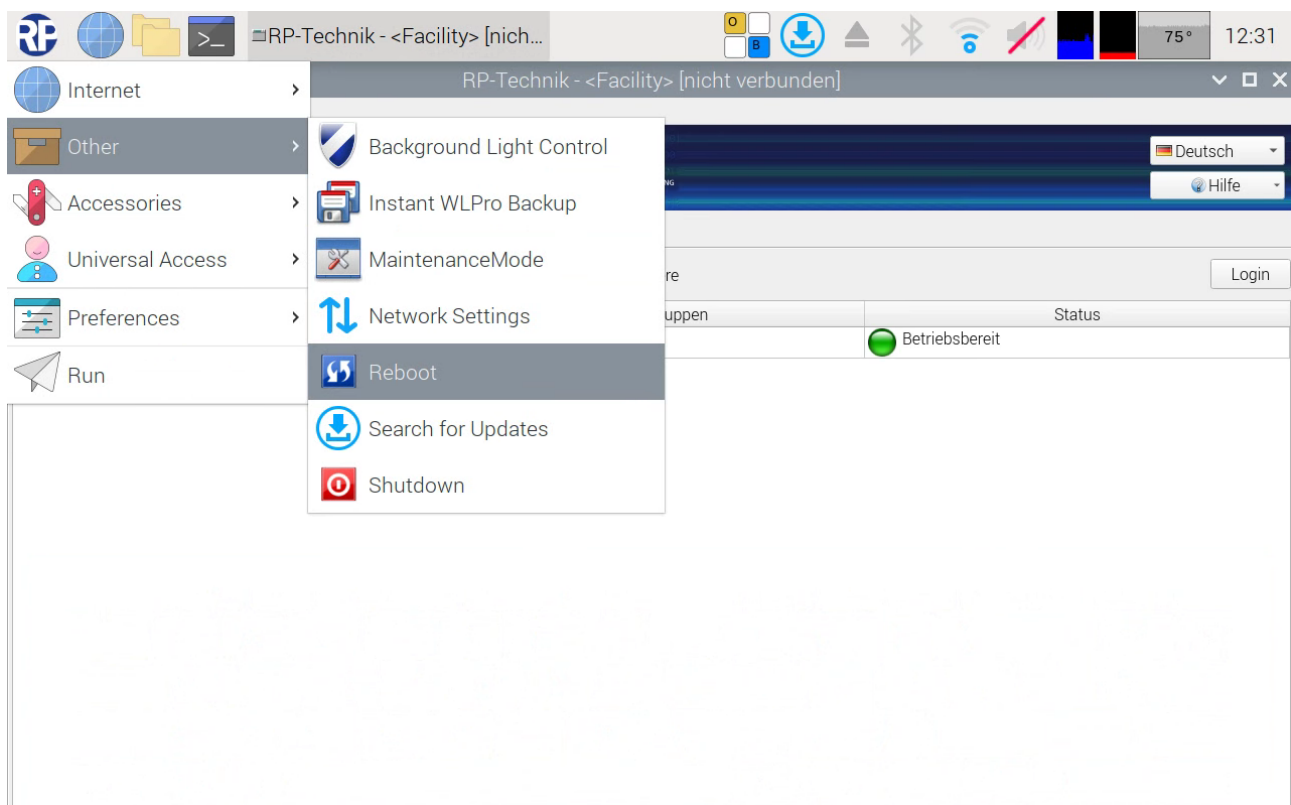 RP
>_
RP-Technik - <Facility> [nich...
O
B
75°
12:31
RP-Technik - <Facility> [nicht verbunden]
Internet
Other
Accessories
Universal Access
Preferences
Run
Background Light Control
Instant WLPro Backup
MaintenanceMode
Network Settings
Reboot
Search for Updates
Shutdown
NG
Deutsch
Hilfe
re
Login
uppen
Status
Betriebsbereit